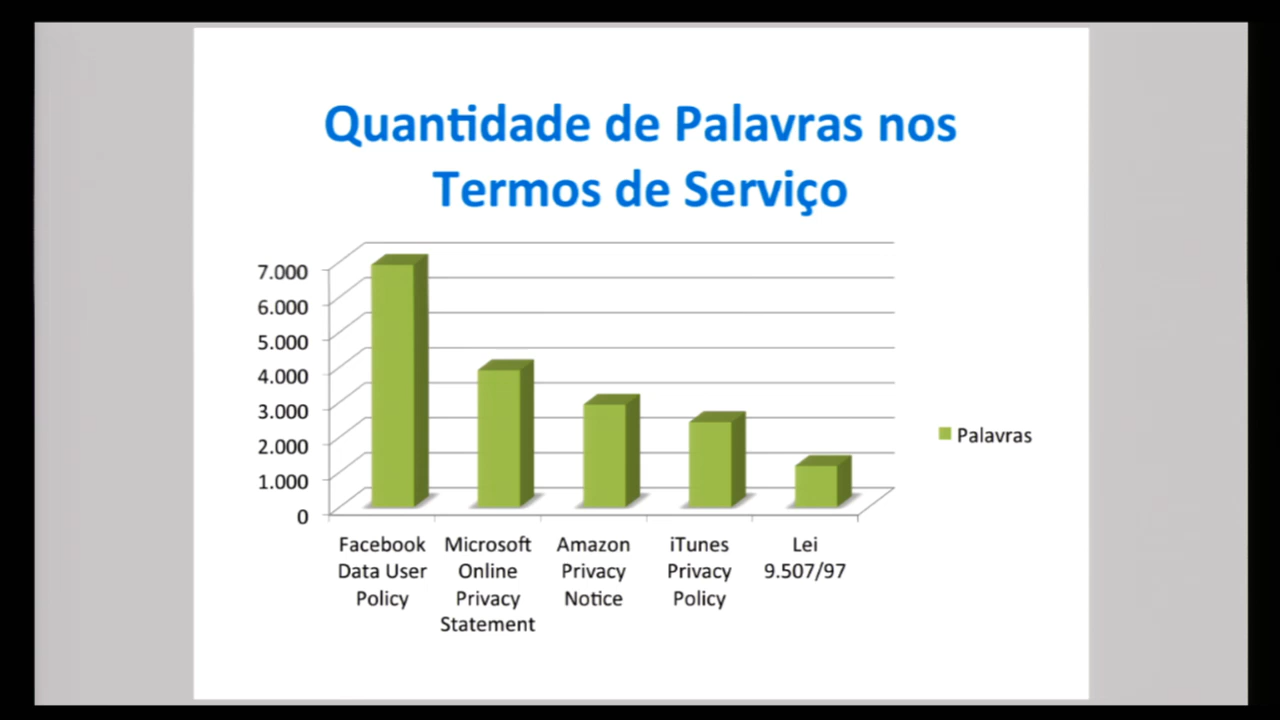 Quantidade de Palavras nos
Termos de Serviço
7.000
6.000
5.000
4.000
3.000
2.000
1.000
0
Palavras
Facebook
Data User
Policy
Microsoft
Online
Privacy
Statement
Amazon
Privacy
Notice
iTunes
Privacy
Policy
Lei
9.507/97